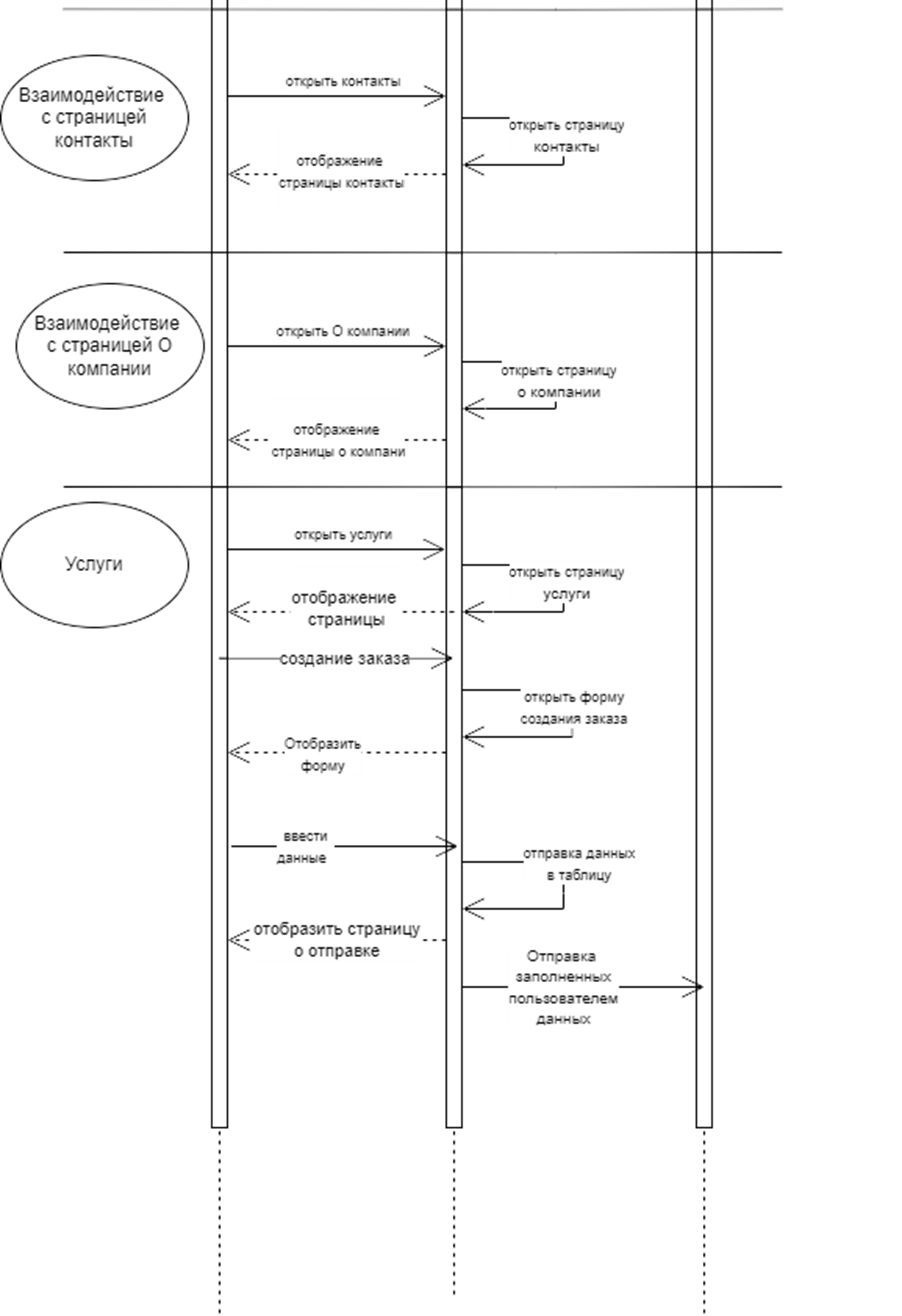 Взаимодействие
с страницей
контакты
открыть контакты
открыть страницу
контакты
отображение
страницы контакты
Взаимодействие
с страницей О
компании
открыть О компании
открыть страницу
о компании
отображение
страницы о компани
Услуги
открыть услуги
открыть страницу
услуги
отображение
страницы
создание заказа
открыть форму
создания заказа
Отобразить
форму
ввести
данные
отправка данных
в таблицу
отобразить страницу
о отправке
Отправка
заполненных
пользователем
данных